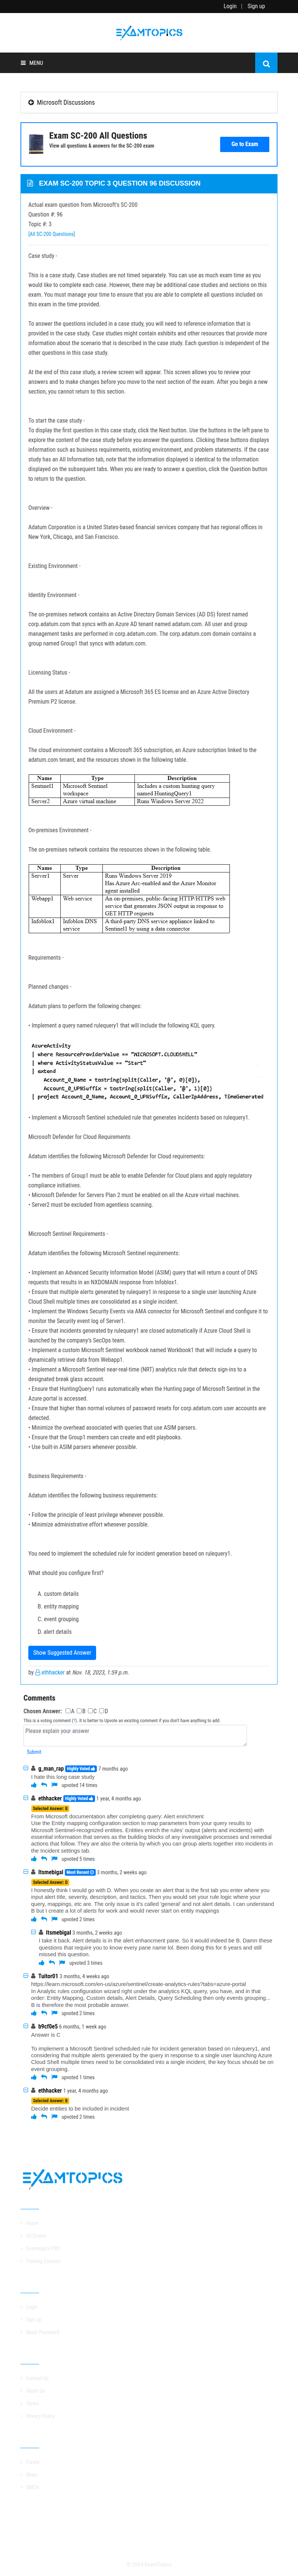 Login | Sign up
EXAMTOPICS
MENU
Microsoft Discussions
Exam SC-200 All Questions
View all questions & answers for the SC-200 exam
Go to Exam
EXAM SC-200 TOPIC 3 QUESTION 96 DISCUSSION
Actual exam question from Microsoft's SC-200
Question #: 96
Topic #: 3
[All SC-200 Questions]
Case study -
This is a case study. Case studies are not timed separately. You can use as much exam time as you
would like to complete each case. However, there may be additional case studies and sections on this
exam. You must manage your time to ensure that you are able to complete all questions included on
this exam in the time provided.
To answer the questions included in a case study, you will need to reference information that is
provided in the case study. Case studies might contain exhibits and other resources that provide more
information about the scenario that is described in the case study. Each question is independent of the
other questions in this case study.
At the end of this case study, a review screen will appear. This screen allows you to review your
answers and to make changes before you move to the next section of the exam. After you begin a new
section, you cannot return to this section.
To start the case study -
To display the first question in this case study, click the Next button. Use the buttons in the left pane to
explore the content of the case study before you answer the questions. Clicking these buttons displays
information such as business requirements, existing environment, and problem statements. If the case
study has an All Information tab, note that the information displayed is identical to the information
displayed on the subsequent tabs. When you are ready to answer a question, click the Question button
to return to the question.
Overview -
Adatum Corporation is a United States-based financial services company that has regional offices in
New York, Chicago, and San Francisco.
Existing Environment -
Identity Environment -
The on-premises network contains an Active Directory Domain Services (AD DS) forest named
corp.adatum.com that syncs with an Azure AD tenant named adatum.com. All user and group
management tasks are performed in corp.adatum.com. The corp.adatum.com domain contains a
group named Group1 that syncs with adatum.com.
Licensing Status -
All the users at Adatum are assigned a Microsoft 365 ES license and an Azure Active Directory
Premium P2 license.
Cloud Environment -
The cloud environment contains a Microsoft 365 subscription, an Azure subscription linked to the
adatum.com tenant, and the resources shown in the following table.
Name Type Description
Sentinel1 Microsoft Sentinel workspace Includes a custom hunting query named HuntingQuery1
Server2 Azure virtual machine Runs Windows Server 2022
On-premises Environment -
The on-premises network contains the resources shown in the following table.
Name Type Description
Server1 Server Runs Windows Server 2019
Has Azure Arc-enabled and the Azure Monitor
agent installed
Webapp1 Web service An on-premises, public-facing HTTP/HTTPS web
service that generates JSON output in response to
GET HTTP requests
Infoblox1 Infoblox DNS service A third-party DNS service appliance linked to
Sentinel1 by using a data connector
Requirements -
Planned changes -
Adatum plans to perform the following changes:
• Implement a query named rulequery1 that will include the following KQL query.
AzureActivity
| where ResourceProviderValue == "MICROSOFT.CLOUDSHELL"
| where ActivityStatusValue == "Start"
| extend
Account_0_Name = tostring(split(Caller, '@', 0)[0]),
Account_0_UPNSuffix = tostring(split(Caller, '@', 1)[0])
| project Account_0_Name, Account_0_UPNSuffix, CallerIpAddress, TimeGenerated
• Implement a Microsoft Sentinel scheduled rule that generates incidents based on rulequery1.
Microsoft Defender for Cloud Requirements
Adatum identifies the following Microsoft Defender for Cloud requirements:
• The members of Group1 must be able to enable Defender for Cloud plans and apply regulatory
compliance initiatives.
• Microsoft Defender for Servers Plan 2 must be enabled on all the Azure virtual machines.
• Server2 must be excluded from agentless scanning.
Microsoft Sentinel Requirements -
Adatum identifies the following Microsoft Sentinel requirements:
• Implement an Advanced Security Information Model (ASIM) query that will return a count of DNS
requests that results in an NXDOMAIN response from Infoblox1.
• Ensure that multiple alerts generated by rulequery1 in response to a single user launching Azure
Cloud Shell multiple times are consolidated as a single incident.
• Implement the Windows Security Events via AMA connector for Microsoft Sentinel and configure it to
monitor the Security event log of Server1.
• Ensure that incidents generated by rulequery1 are closed automatically if Azure Cloud Shell is
launched by the company's SecOps team.
• Implement a custom Microsoft Sentinel workbook named Workbook1 that will include a query to
dynamically retrieve data from Webapp1.
• Implement a Microsoft Sentinel near-real-time (NRT) analytics rule that detects sign-ins to a
designated break glass account.
• Ensure that HuntingQuery1 runs automatically when the Hunting page of Microsoft Sentinel in the
Azure portal is accessed.
• Ensure that higher than normal volumes of password resets for corp.adatum.com user accounts are
detected.
• Minimize the overhead associated with queries that use ASIM parsers.
• Ensure that the Group1 members can create and edit playbooks.
• Use built-in ASIM parsers whenever possible.
Business Requirements -
Adatum identifies the following business requirements:
• Follow the principle of least privilege whenever possible.
• Minimize administrative effort whenever possible.
You need to implement the scheduled rule for incident generation based on rulequery1.
What should you configure first?
A. custom details
B. entity mapping
C. event grouping
D. alert details
Show Suggested Answer
by ethhacker at Nov. 18, 2023, 1:59 p.m.
Comments
Chosen Answer: A B C D
This is a voting comment (?). It is better to Upvote an existing comment if you don't have anything to add.
Please explain your answer
Submit
g_man_rap Highly Voted 7 months ago
I hate this long case study
upvoted 14 times
ethhacker Highly Voted 1 year, 4 months ago
Selected Answer: B
From Microsoft documentation after completing query: Alert enrichment:
Use the Entity mapping configuration section to map parameters from your query results to
Microsoft Sentinel-recognized entities. Entities enrich the rules' output (alerts and incidents) with
essential information that serves as the building blocks of any investigative processes and remedial
actions that follow. They are also the criteria by which you can group alerts together into incidents in
the Incident settings tab.
upvoted 5 times
Itsmebigal Most Recent 3 months, 2 weeks ago
Selected Answer: D
I honestly think I would go with D. When you create an alert that is the first tab you enter where you
input alert title, severity, description, and tactics. Then you would set your rule logic where your
query, mappings, etc are. The only issue is it's called 'general' and not alert details. I can understand
B but I create a lot of alerts for work and would never start on entity mappings
upvoted 2 times
Itsmebigal 3 months, 2 weeks ago
I take it back. Alert details is in the alert enhancement pane. So it would indeed be B. Damn these
questions that require you to know every pane name lol. Been doing this for 6 years and still
missed this question.
upvoted 3 times
Tuitor01 3 months, 4 weeks ago
https://learn.microsoft.com/en-us/azure/sentinel/create-analytics-rules?tabs=azure-portal
In Analytic rules configuration wizard right under the analytics KQL query, you have, and in that
order: Entity Mapping, Custom details, Alert Details, Query Scheduling then only events grouping...
B is therefore the most probable answer.
upvoted 2 times
b9cf0e5 6 months, 1 week ago
Answer is C
To implement a Microsoft Sentinel scheduled rule for incident generation based on rulequery1, and
considering that multiple alerts generated by rulequery1 in response to a single user launching Azure
Cloud Shell multiple times need to be consolidated into a single incident, the key focus should be on
event grouping.
upvoted 1 times
ethhacker 1 year, 4 months ago
Selected Answer: B
Decide entities to be included in incident
upvoted 2 times
EXAMTOPICS